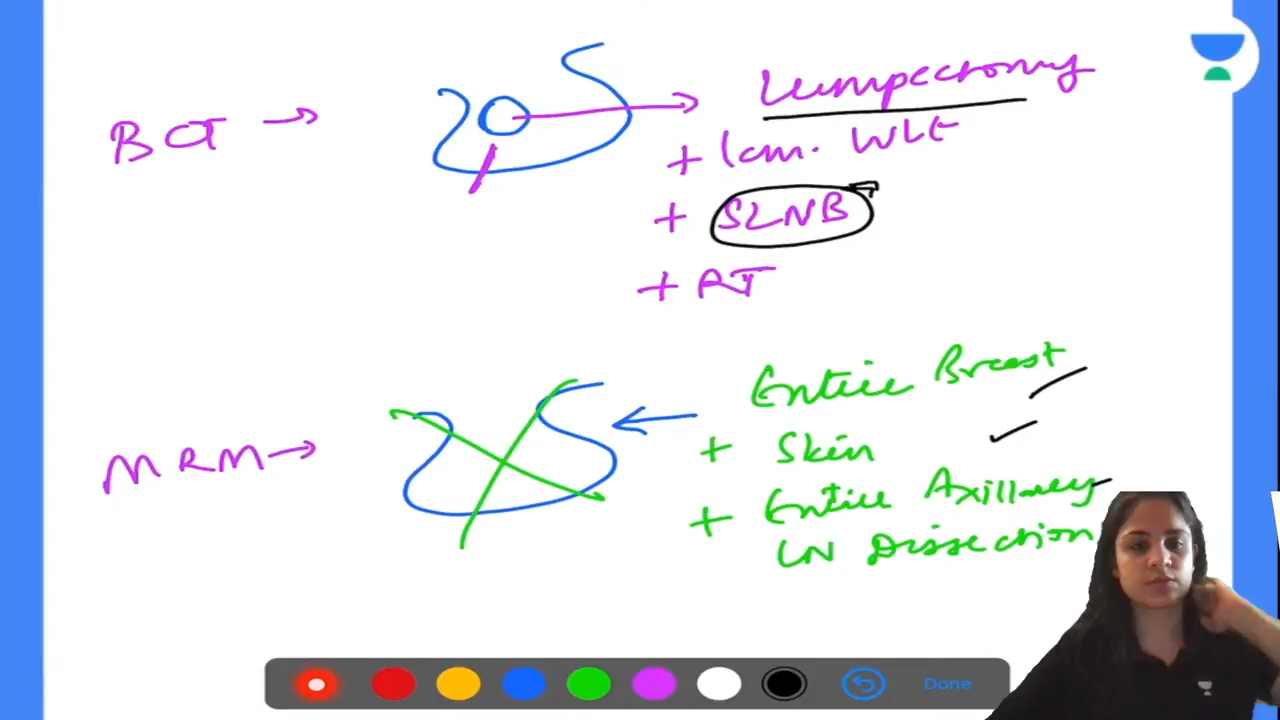 BCT → Lumpectomy
+ 1cm. WLE
+ SLNB
+ RT
MRM → Entire Breast
+ Skin
+ Entire Axillary
LN Dissection
Done